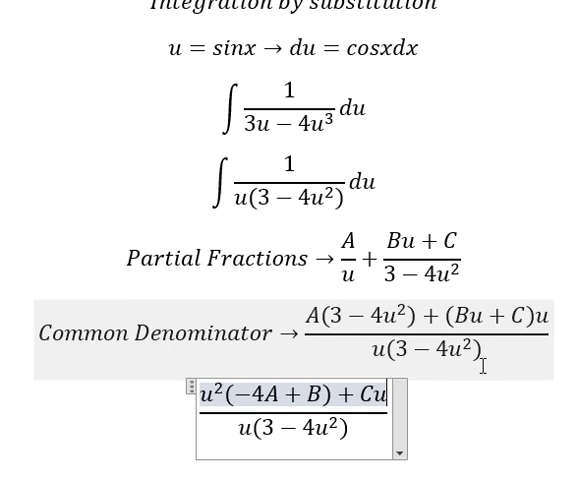 Integration by substitution
u = sinx → du = cosxdx
∫ 1/(3u − 4u³) du
∫ 1/(u(3 − 4u²)) du
Partial Fractions → A/u + (Bu + C)/(3 − 4u²)
Common Denominator → (A(3 − 4u²) + (Bu + C)u)/(u(3 − 4u²))
(u²(−4A + B) + Cu)/(u(3 − 4u²))